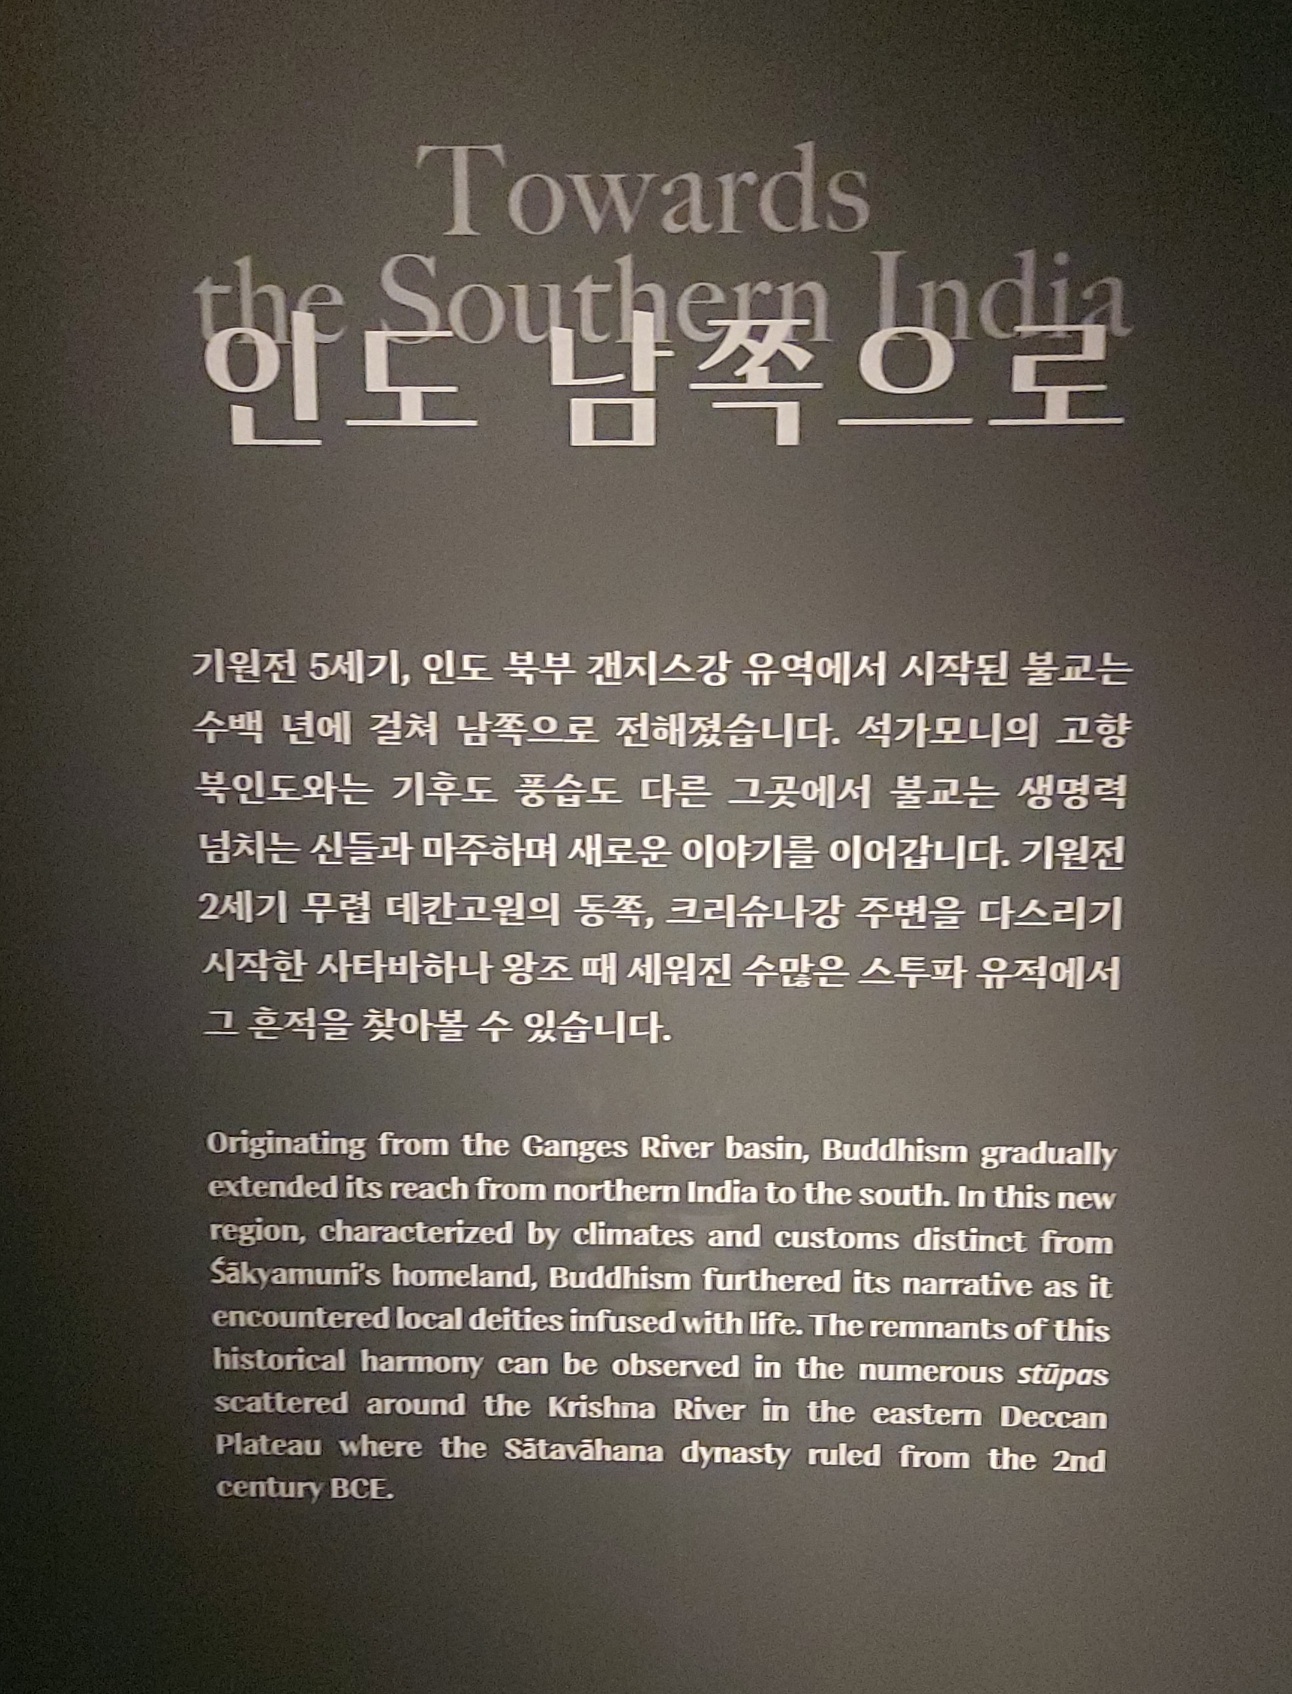 Towards
the Southern India
인도 남쪽으로
기원전 5세기, 인도 북부 갠지스강 유역에서 시작된 불교는
수백 년에 걸쳐 남쪽으로 전해졌습니다. 석가모니의 고향
북인도와는 기후도 풍습도 다른 그곳에서 불교는 생명력
넘치는 신들과 마주하며 새로운 이야기를 이어갑니다. 기원전
2세기 무렵 데칸고원의 동쪽, 크리슈나강 주변을 다스리기
시작한 사타바하나 왕조 때 세워진 수많은 스투파 유적에서
그 흔적을 찾아볼 수 있습니다.
Originating from the Ganges River basin, Buddhism gradually
extended its reach from northern India to the south. In this new
region, characterized by climates and customs distinct from
Śākyamuni's homeland, Buddhism furthered its narrative as it
encountered local deities infused with life. The remnants of this
historical harmony can be observed in the numerous stūpas
scattered around the Krishna River in the eastern Deccan
Plateau where the Sātavāhana dynasty ruled from the 2nd
century BCE.